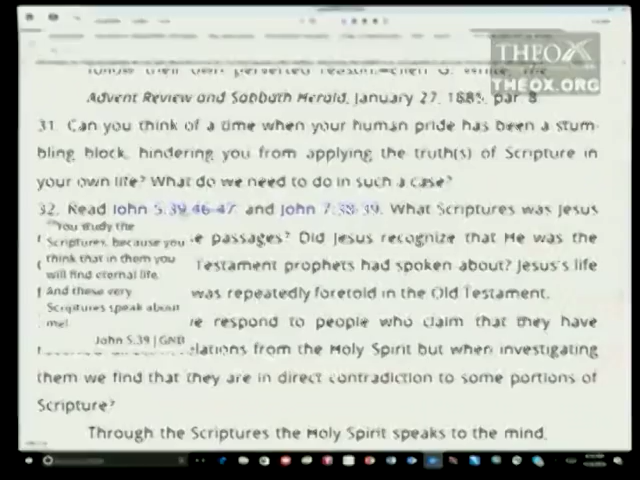 THEOX
THEOX.ORG
follow their own perverted reason.—Ellen G. White, The
Advent Review and Sabbath Herald, January 27, 1885, par. 8
31. Can you think of a time when your human pride has been a stum-
bling block, hindering you from applying the truth(s) of Scripture in
your own life? What do we need to do in such a case?
32. Read John 5:39,46-47 and John 7:38-39. What Scriptures was Jesus
passages? Did Jesus recognize that He was the
Testament prophets had spoken about? Jesus's life
was repeatedly foretold in the Old Testament.
respond to people who claim that they have
from the Holy Spirit but when investigating
them we find that they are in direct contradiction to some portions of
Scripture?
Through the Scriptures the Holy Spirit speaks to the mind,
You study the
Scriptures, because you
think that in them you
will find eternal life.
And these very
Scriptures speak about
me!
John 5.39 | GNB